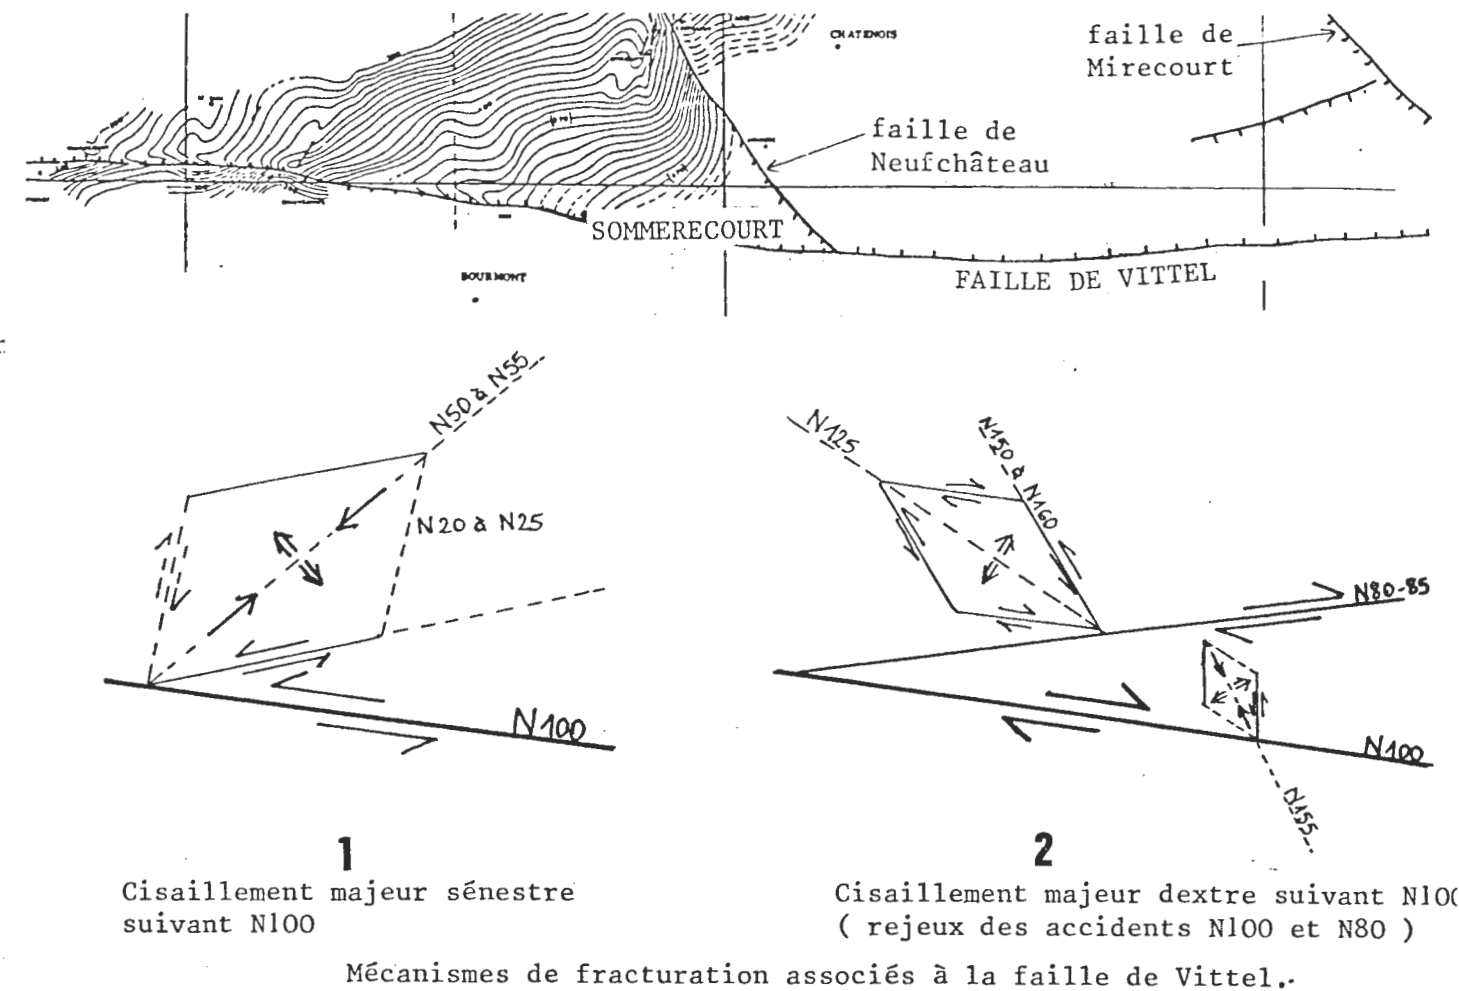 CHATENOIS
faille de
Mirecourt
faille de
Neufchâteau
SOMMERECOURT
BOURMONT
FAILLE DE VITTEL
N50 à N55
N20 à N25
N100
N125
N150 à N160
N80-85
N100
N155
1
Cisaillement majeur sénestre
suivant N100
2
Cisaillement majeur dextre suivant N100
( rejeux des accidents N100 et N80 )
Mécanismes de fracturation associés à la faille de Vittel.